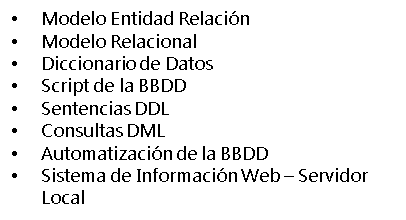 • Modelo Entidad Relación
• Modelo Relacional
• Diccionario de Datos
• Script de la BBDD
• Sentencias DDL
• Consultas DML
• Automatización de la BBDD
• Sistema de Información Web – Servidor
Local